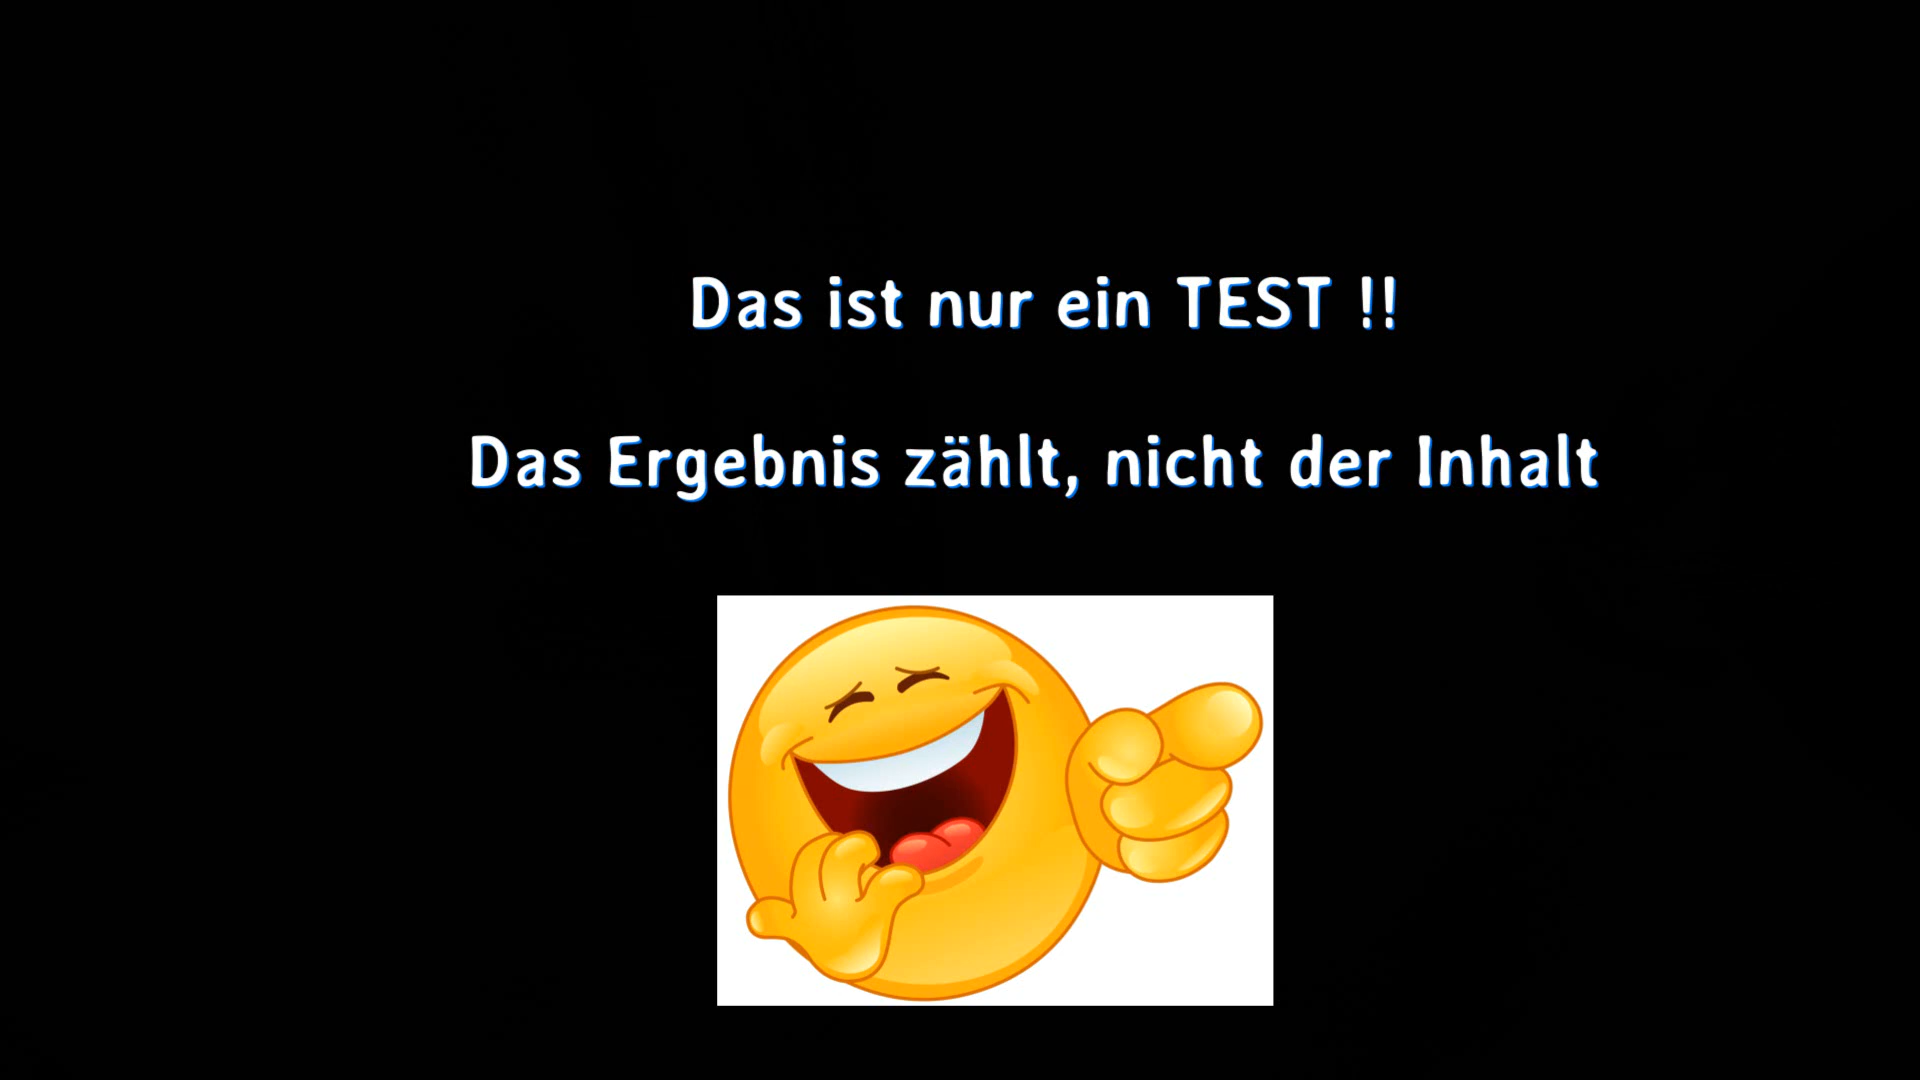 Das ist nur ein TEST !!
Das Ergebnis zählt, nicht der Inhalt